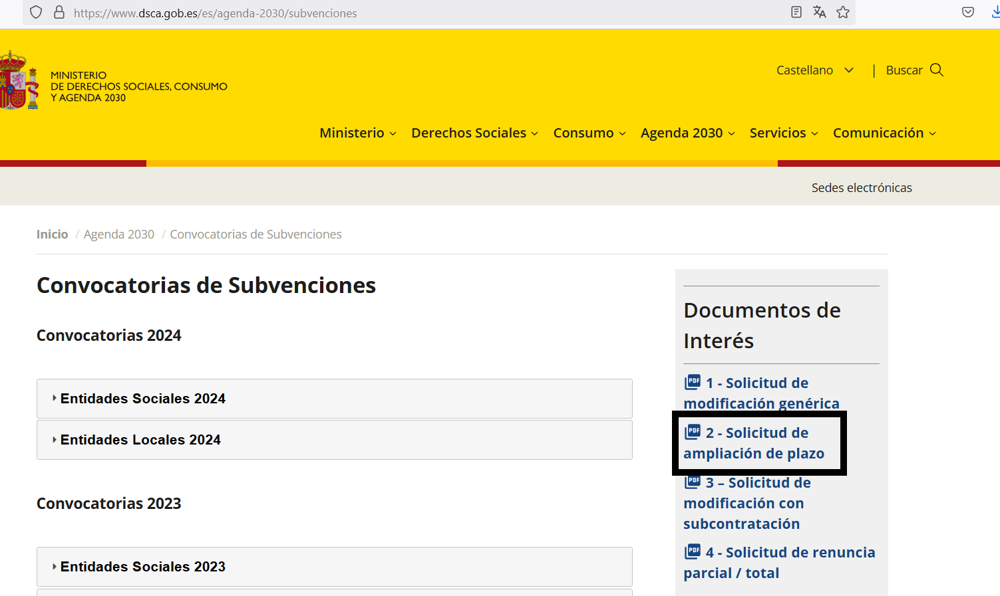 https://www.dsca.gob.es/es/agenda-2030/subvenciones
MINISTERIO
DE DERECHOS SOCIALES, CONSUMO
Y AGENDA 2030
Castellano | Buscar
Ministerio Derechos Sociales Consumo Agenda 2030 Servicios Comunicación
Sedes electrónicas
Inicio / Agenda 2030 / Convocatorias de Subvenciones
Convocatorias de Subvenciones
Convocatorias 2024
Entidades Sociales 2024
Entidades Locales 2024
Convocatorias 2023
Entidades Sociales 2023
Documentos de
Interés
PDF 1 - Solicitud de
modificación genérica
PDF 2 - Solicitud de
ampliación de plazo
PDF 3 – Solicitud de
modificación con
subcontratación
PDF 4 - Solicitud de renuncia
parcial / total